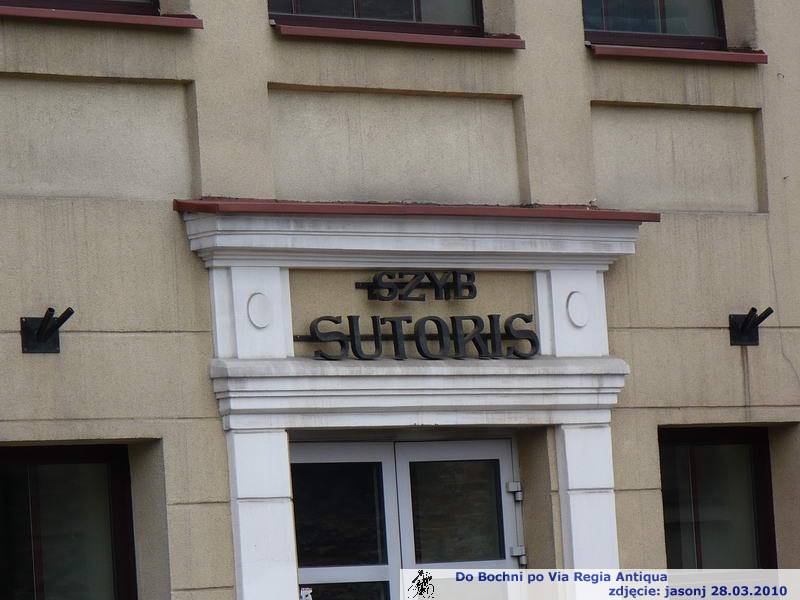 SZYB
SUTORIS
Do Bochni po Via Regia Antiqua
zdjęcie: jasonj 28.03.2010